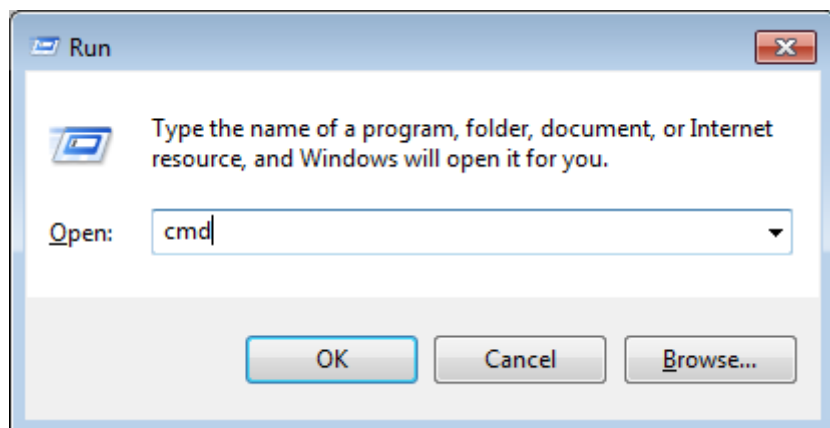 Run
Type the name of a program, folder, document, or Internet
resource, and Windows will open it for you.
Open: cmd
OK Cancel Browse...